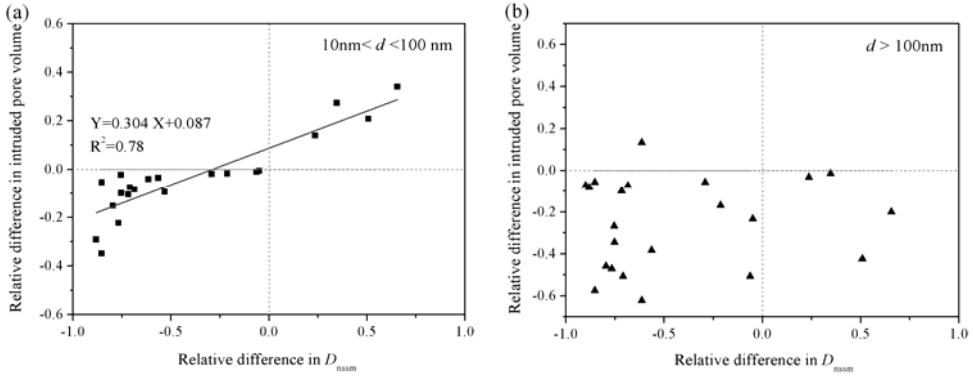 (a)
Relative difference in intruded pore volume
0.6
0.4
0.2
0.0
-0.2
-0.4
-0.6
10nm< d <100 nm
Y=0.304 X+0.087
R²=0.78
-1.0 -0.5 0.0 0.5 1.0
Relative difference in Dnssm
(b)
Relative difference in intruded pore volume
0.6
0.4
0.2
0.0
-0.2
-0.4
-0.6
d > 100nm
-1.0 -0.5 0.0 0.5 1.0
Relative difference in Dnssm